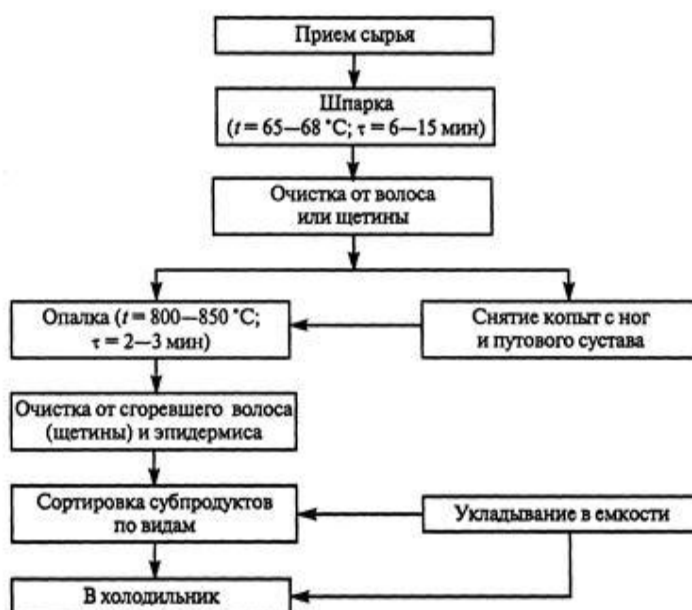 Прием сырья
Шпарка
(t = 65—68 °С; τ = 6—15 мин)
Очистка от волоса
или щетины
Опалка (t = 800—850 °С;
τ = 2—3 мин)
Снятие копыт с ног
и путового сустава
Очистка от сгоревшего волоса
(щетины) и эпидермиса
Сортировка субпродуктов
по видам
Укладывание в емкости
В холодильник